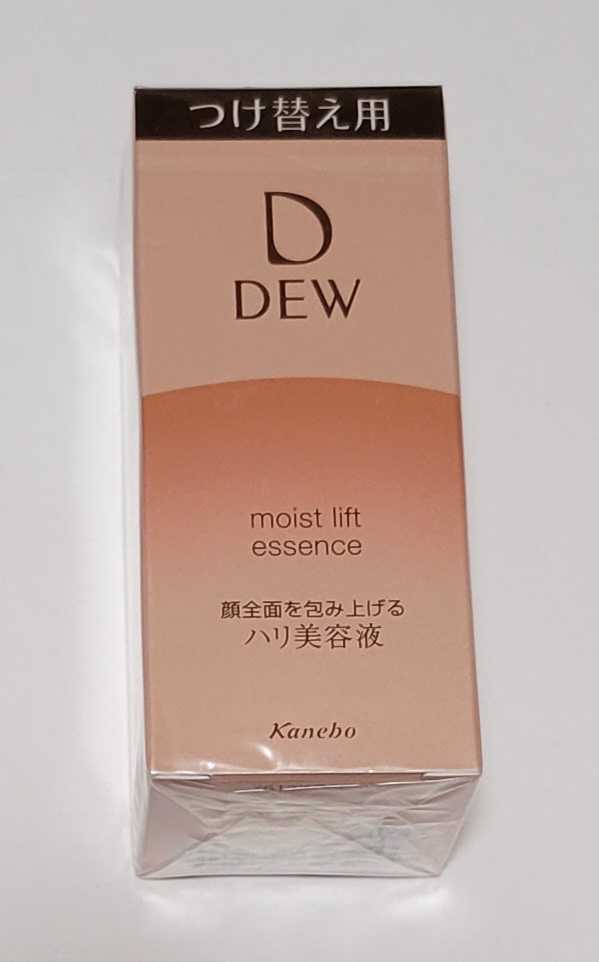 つけ替え用
D
DEW
moist lift
essence
顔全面を包み上げる
ハリ美容液
Kanebo